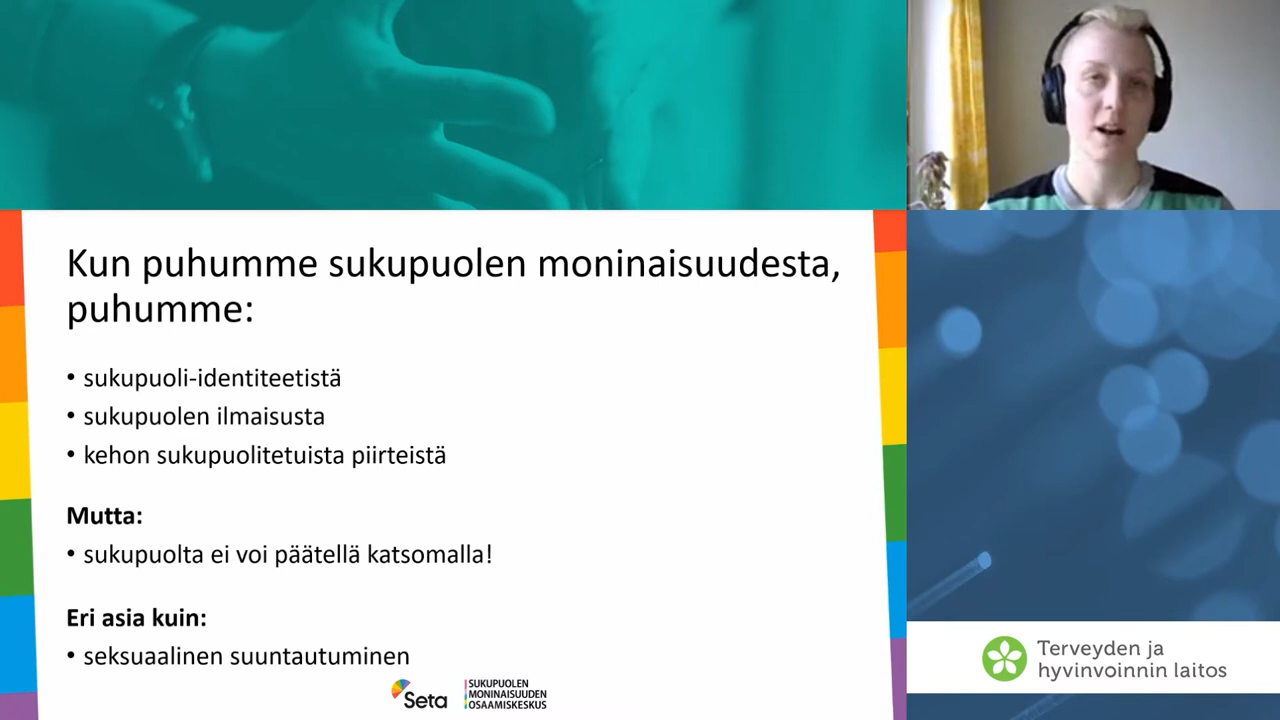 Kun puhumme sukupuolen moninaisuudesta,
puhumme:
• sukupuoli-identiteetistä
• sukupuolen ilmaisusta
• kehon sukupuolitetuista piirteistä
Mutta:
• sukupuolta ei voi päätellä katsomalla!
Eri asia kuin:
• seksuaalinen suuntautuminen
Seta
SUKUPUOLEN
MONINAISUUDEN
OSAAMISKESKUS
Terveyden ja
hyvinvoinnin laitos